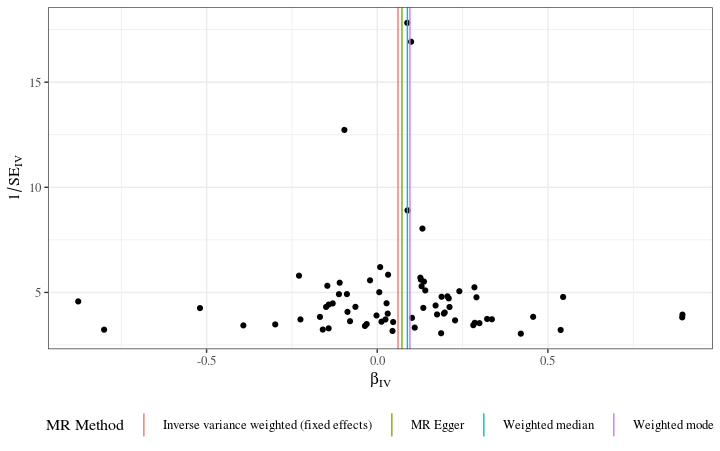 1/SE_IV
15
10
5
-0.5 0.0 0.5
β_IV
MR Method Inverse variance weighted (fixed effects) MR Egger Weighted median Weighted mode